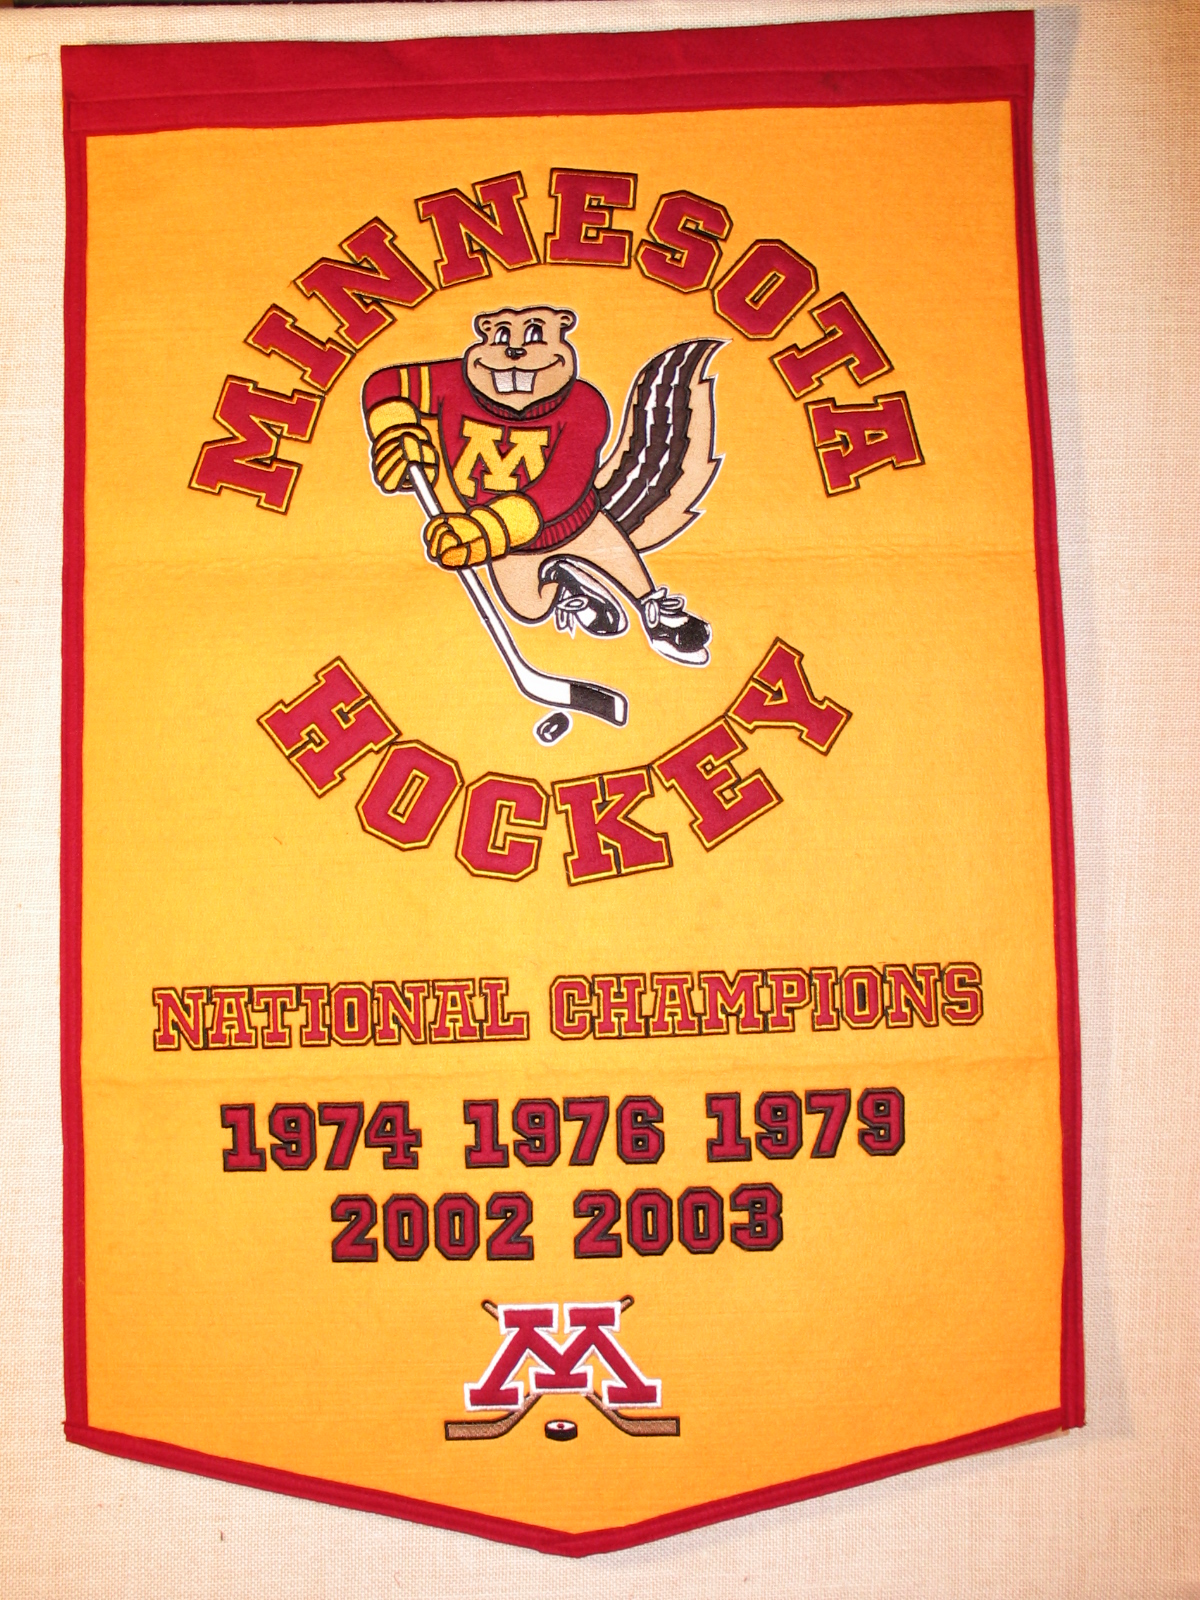 MINNESOTA
M
HOCKEY
NATIONAL CHAMPIONS
1974 1976 1979
2002 2003
M